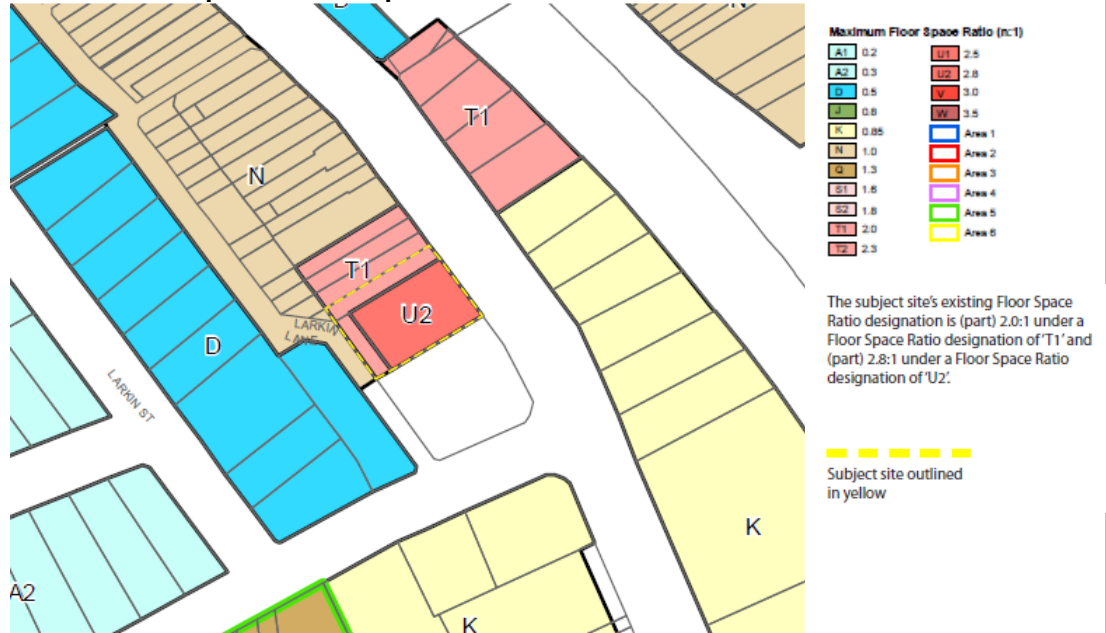 D
N
Maximum Floor Space Ratio (n:1)
A1 0.2
A2 0.3
D 0.5
J 0.8
K 0.85
N 1.0
Q 1.3
S1 1.6
S2 1.8
T1 2.0
T2 2.3
U1 2.5
U2 2.8
V 3.0
W 3.5
Area 1
Area 2
Area 3
Area 4
Area 5
Area 6
T1
N
T1
U2
LARKIN
LANE
D
LARKIN ST
K
A2
K
The subject site's existing Floor Space
Ratio designation is (part) 2.0:1 under a
Floor Space Ratio designation of 'T1' and
(part) 2.8:1 under a Floor Space Ratio
designation of 'U2'.
Subject site outlined
in yellow